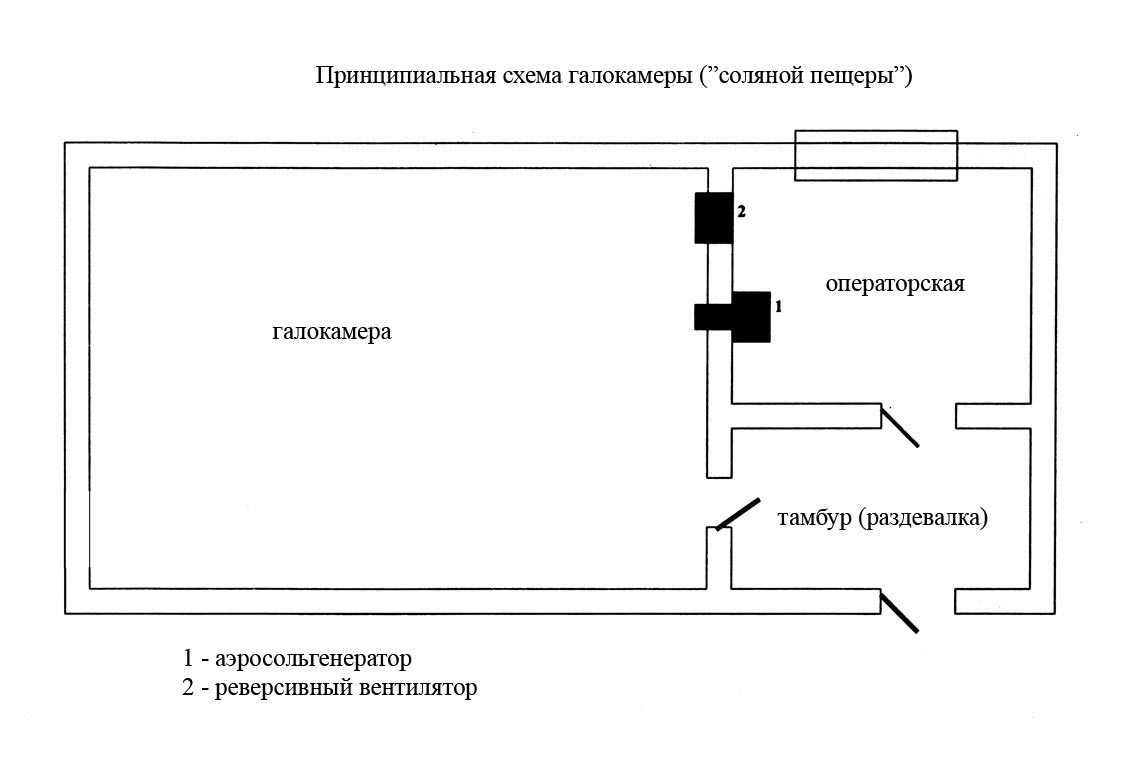 Принципиальная схема галокамеры (”соляной пещеры”)
2
операторская
1
галокамера
тамбур (раздевалка)
1 - аэросольгенератор
2 - реверсивный вентилятор